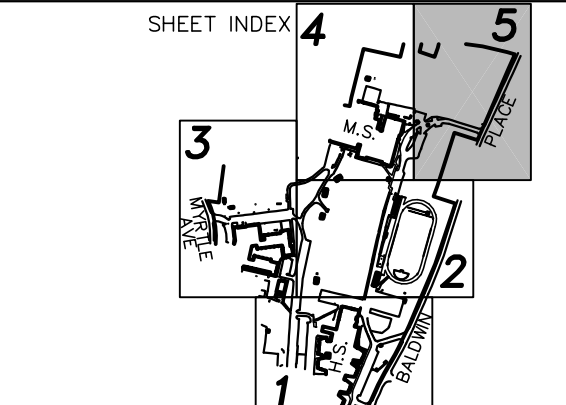 SHEET INDEX
4
5
PLACE
M.S.
3
MYRTLE
AVE
2
BALDWIN
H.S.
1